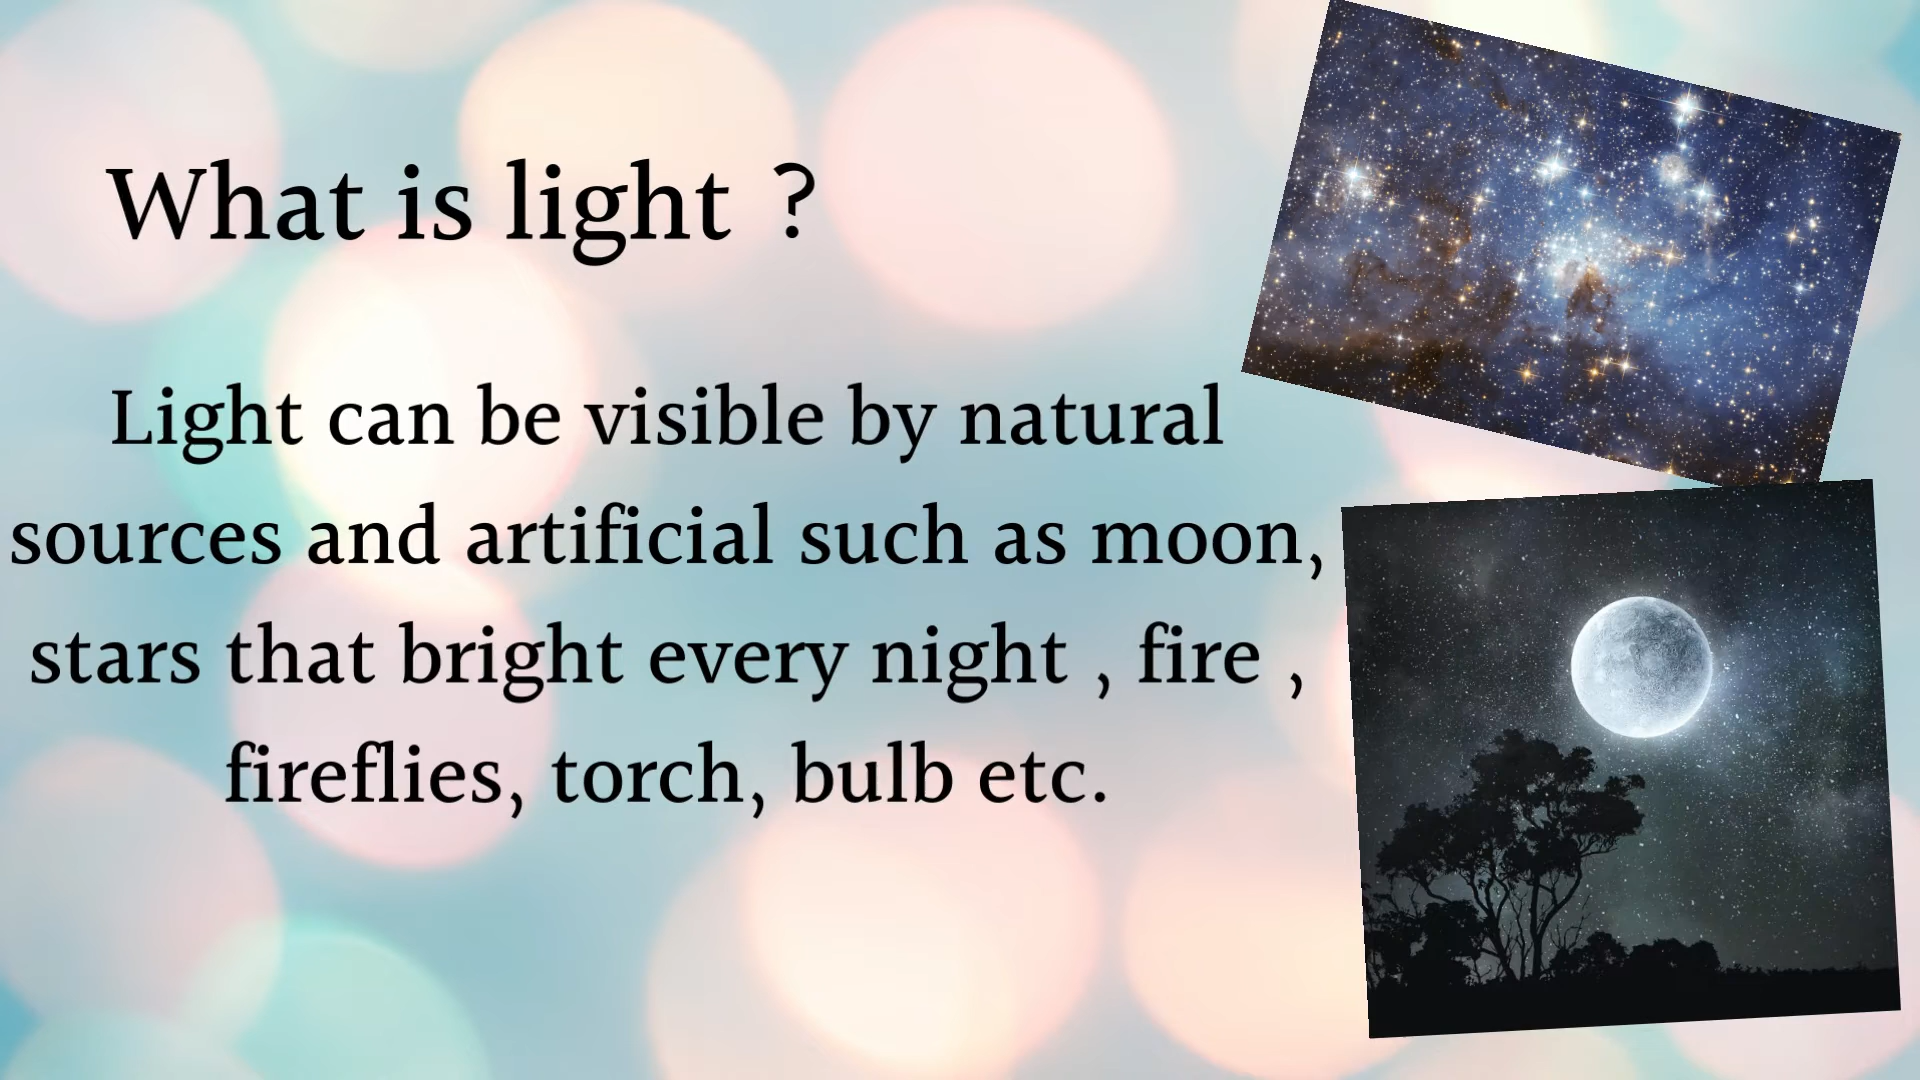 What is light ?
Light can be visible by natural
sources and artificial such as moon,
stars that bright every night , fire ,
fireflies, torch, bulb etc.